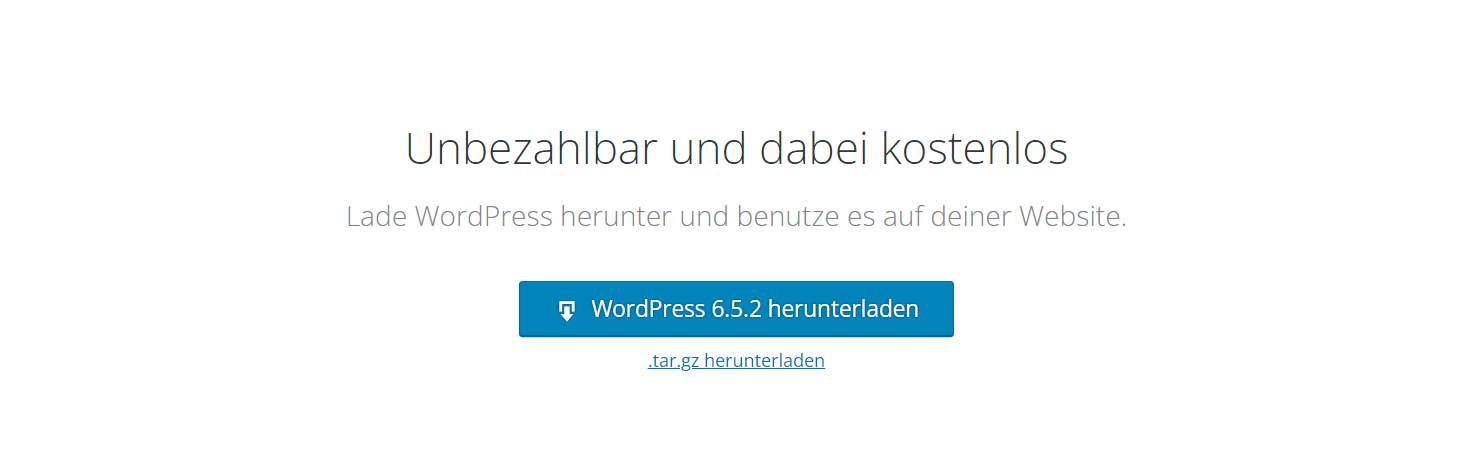 Unbezahlbar und dabei kostenlos
Lade WordPress herunter und benutze es auf deiner Website.
WordPress 6.5.2 herunterladen
.tar.gz herunterladen